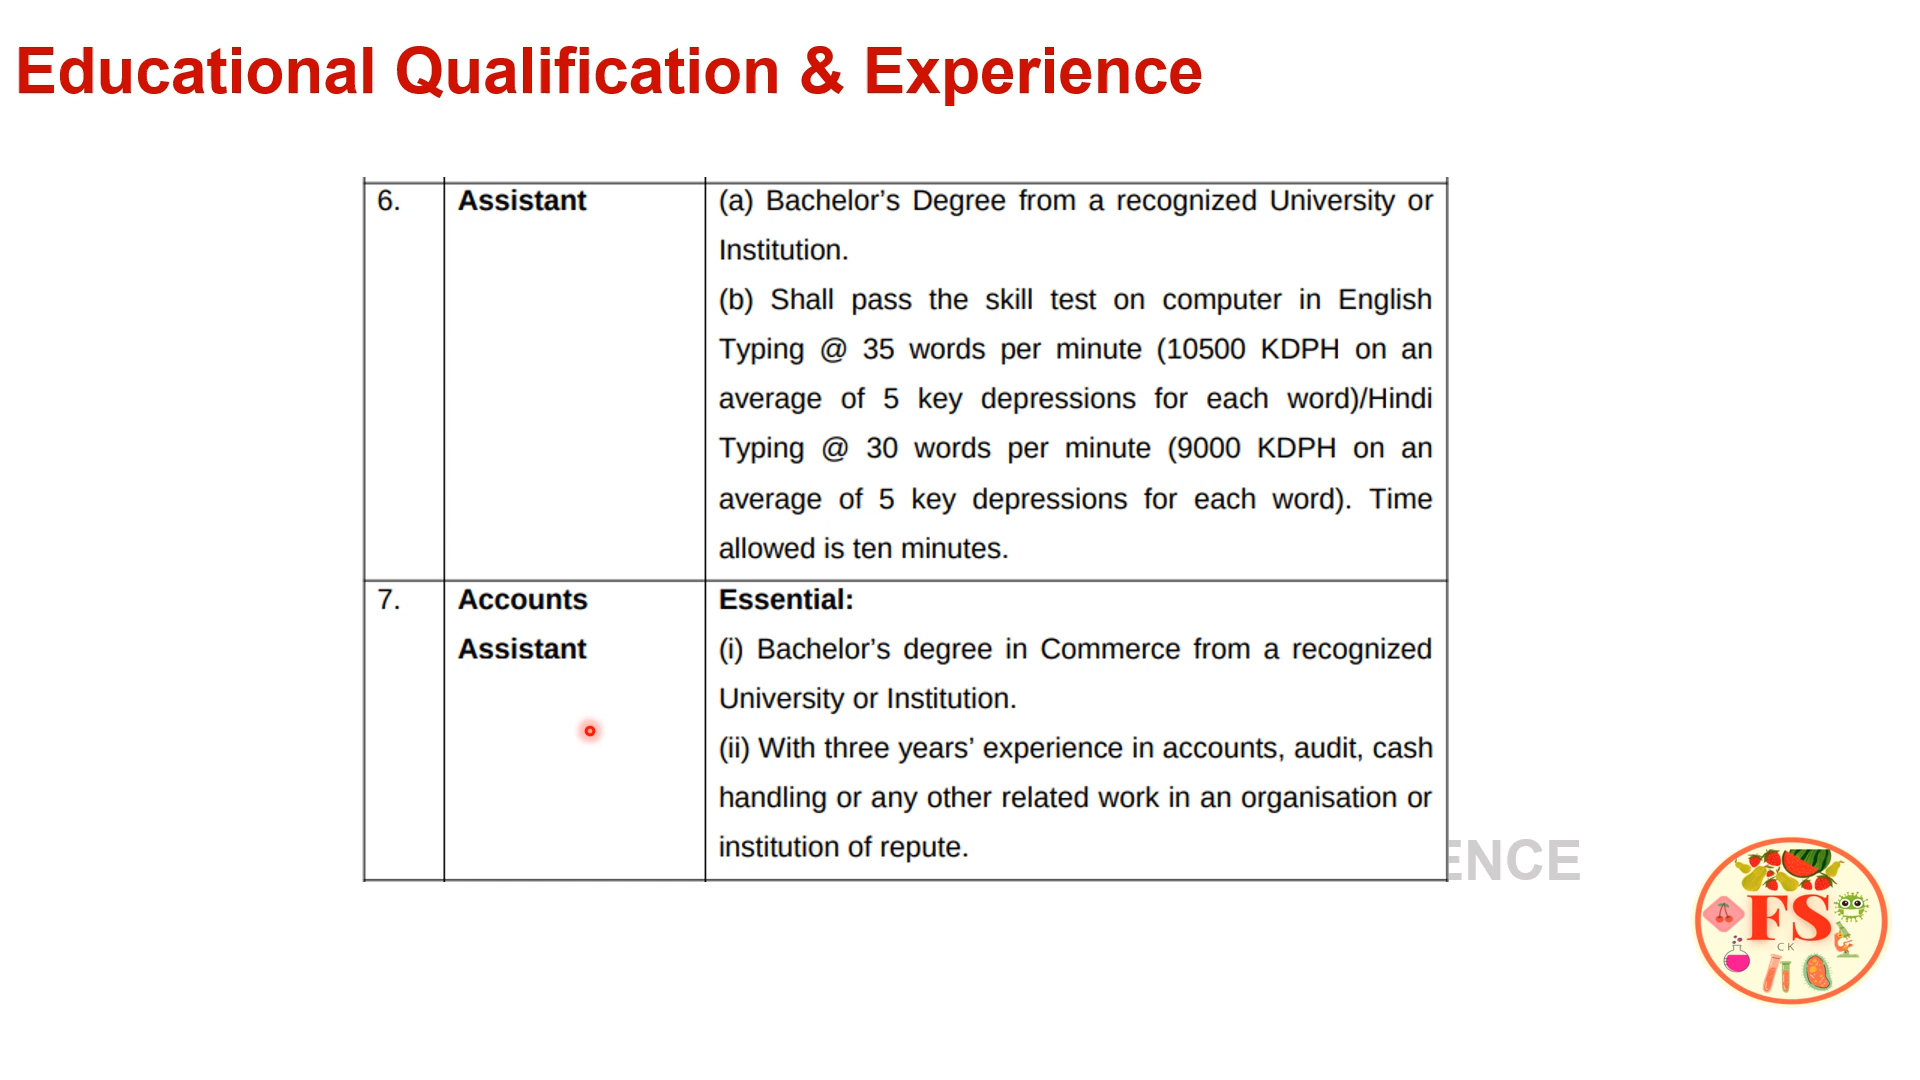 Educational Qualification & Experience
6. Assistant (a) Bachelor’s Degree from a recognized University or
Institution.
(b) Shall pass the skill test on computer in English
Typing @ 35 words per minute (10500 KDPH on an
average of 5 key depressions for each word)/Hindi
Typing @ 30 words per minute (9000 KDPH on an
average of 5 key depressions for each word). Time
allowed is ten minutes.
7. Accounts Essential:
Assistant (i) Bachelor’s degree in Commerce from a recognized
University or Institution.
(ii) With three years’ experience in accounts, audit, cash
handling or any other related work in an organisation or
institution of repute.
ENCE
FS
CK